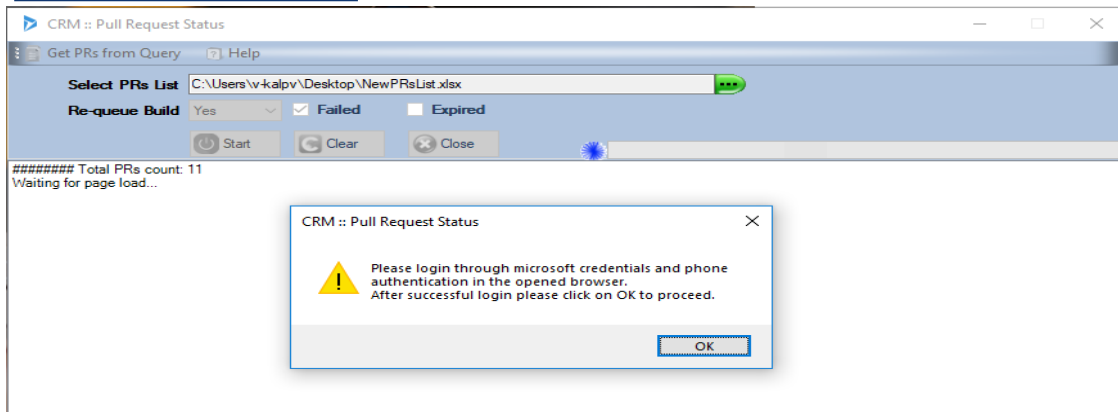 CRM :: Pull Request Status
Get PRs from Query Help
Select PRs List C:\Users\v-kalpv\Desktop\NewPRsList.xlsx
Re-queue Build Yes Failed Expired
Start Clear Close
######## Total PRs count: 11
Waiting for page load...
CRM :: Pull Request Status
Please login through microsoft credentials and phone
authentication in the opened browser.
After successful login please click on OK to proceed.
OK